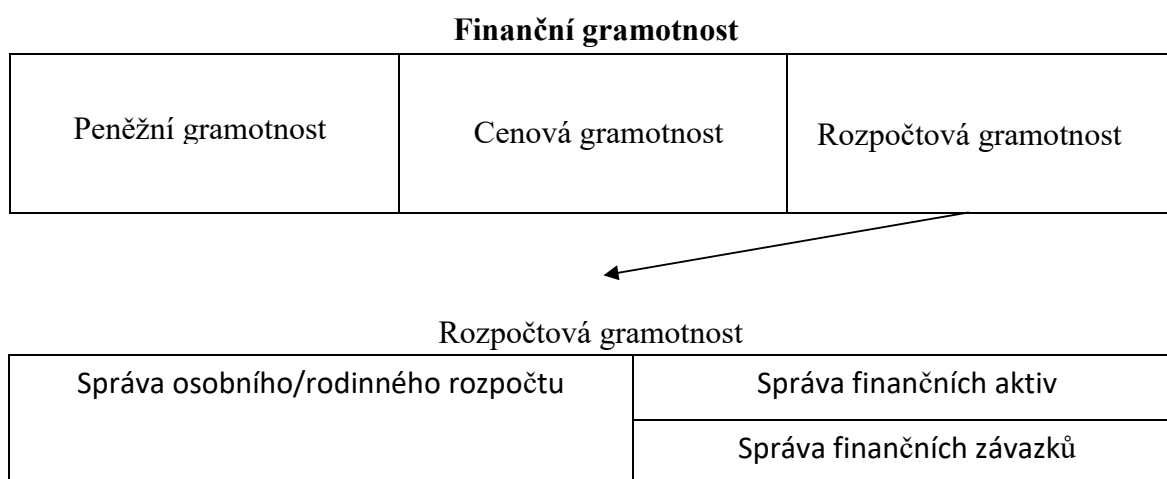 Finanční gramotnost
Peněžní gramotnost
Cenová gramotnost
Rozpočtová gramotnost
Rozpočtová gramotnost
Správa osobního/rodinného rozpočtu
Správa finančních aktiv
Správa finančních závazků